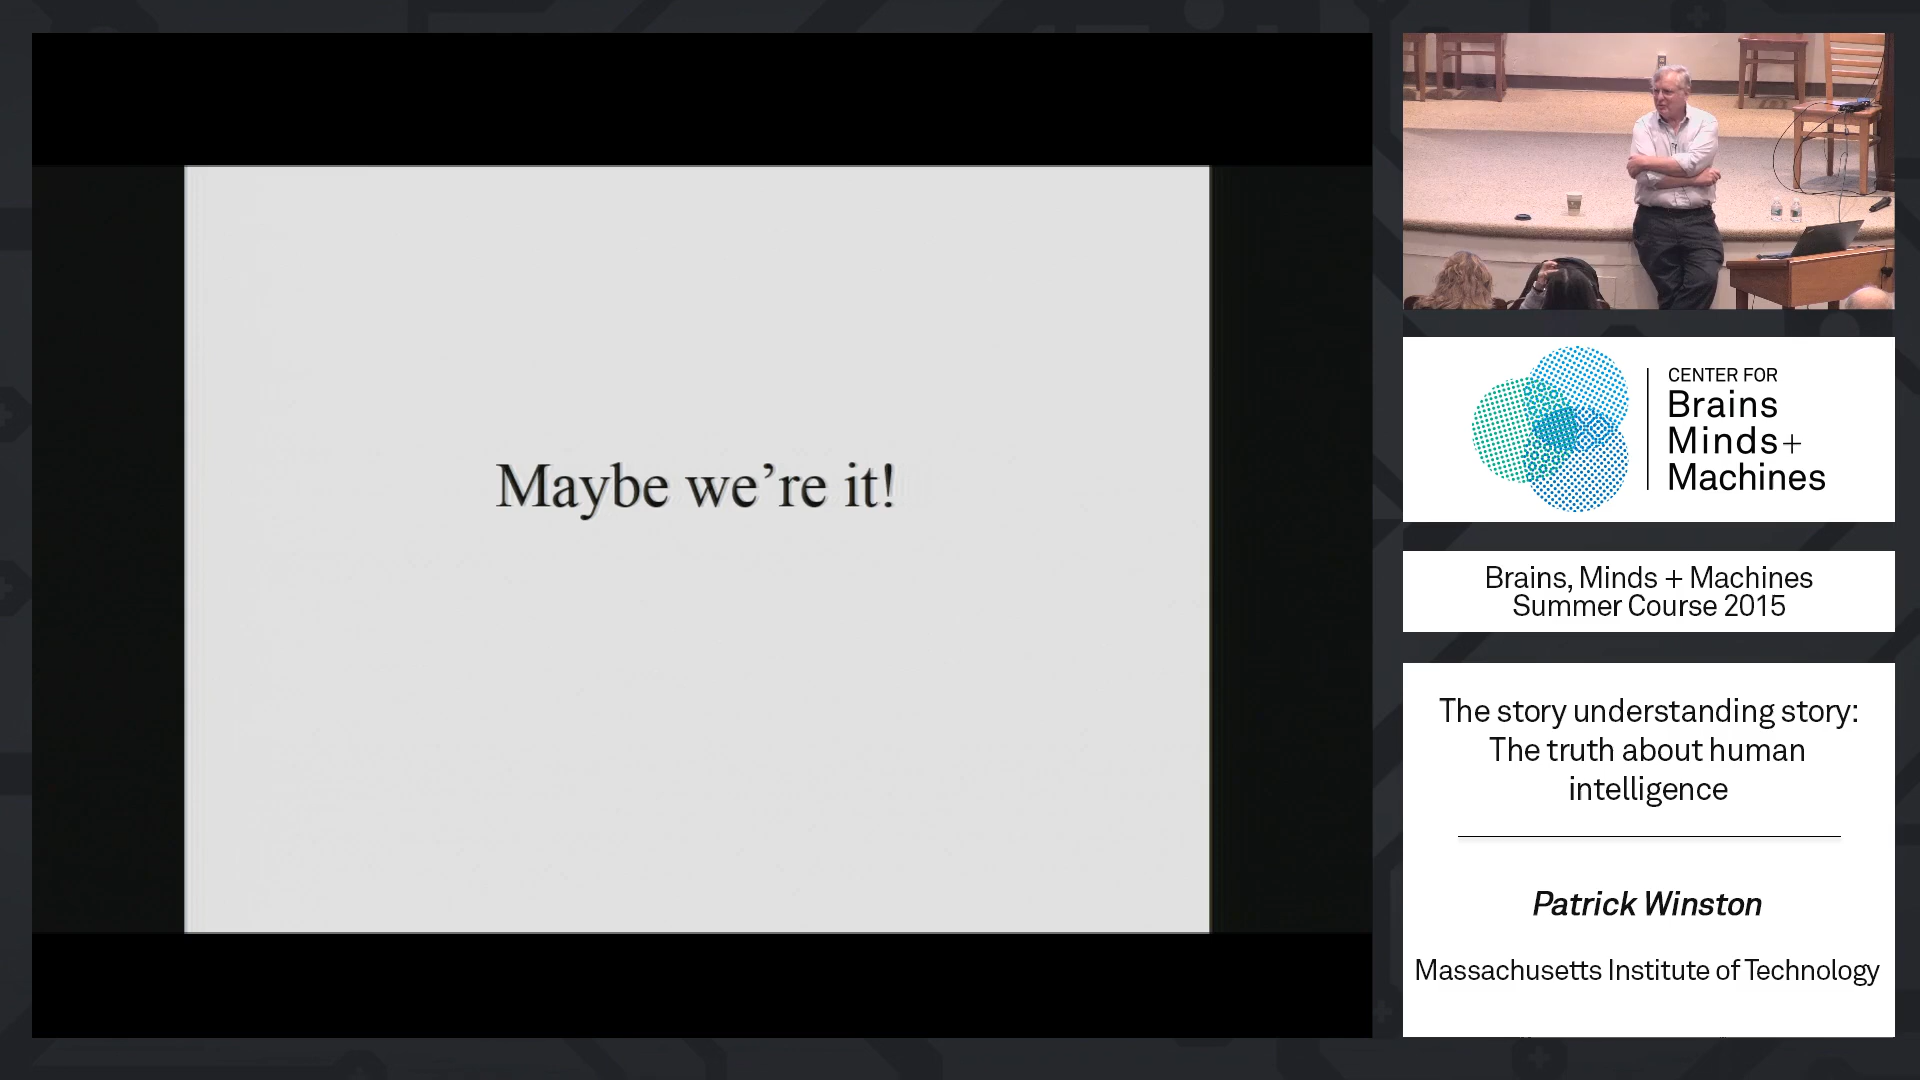 Maybe we’re it!
CENTER FOR
Brains
Minds+
Machines
Brains, Minds + Machines
Summer Course 2015
The story understanding story:
The truth about human
intelligence
Patrick Winston
Massachusetts Institute of Technology